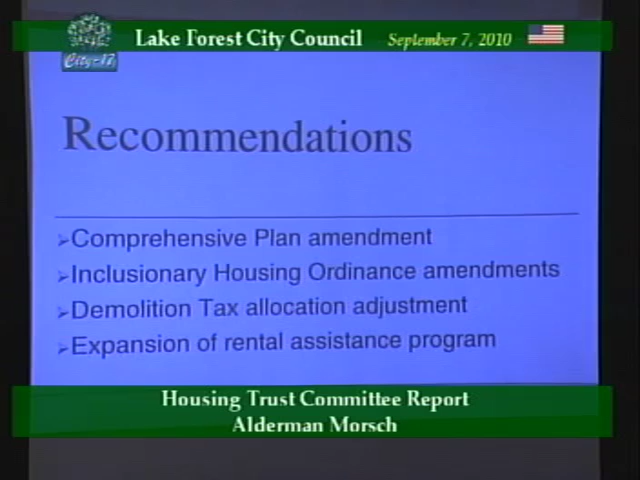 Lake Forest City Council September 7, 2010
City-17
Recommendations
Comprehensive Plan amendment
Inclusionary Housing Ordinance amendments
Demolition Tax allocation adjustment
Expansion of rental assistance program
Housing Trust Committee Report
Alderman Morsch